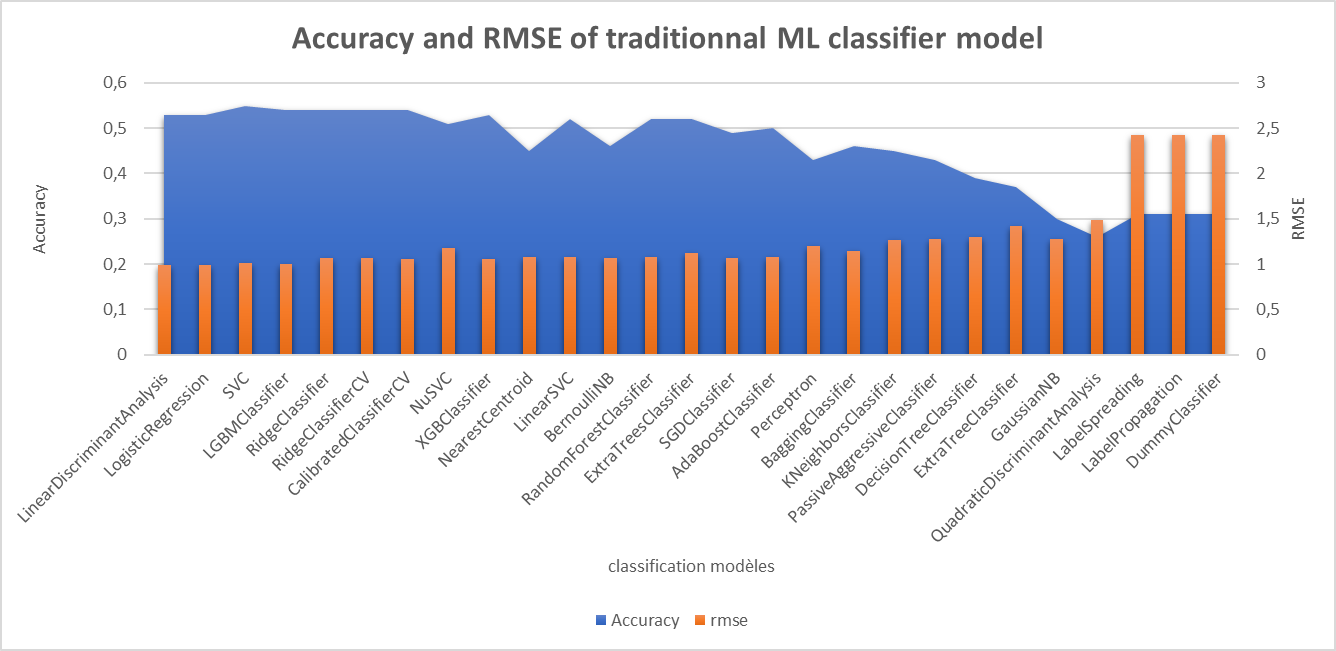 Accuracy and RMSE of traditionnal ML classifier model
Accuracy
0,6
0,5
0,4
0,3
0,2
0,1
0
3
2,5
2
1,5
1
0,5
0
RMSE
LinearDiscriminantAnalysis
LogisticRegression
SVC
LGBMClassifier
RidgeClassifier
RidgeClassifierCV
CalibratedClassifierCV
NuSVC
XGBClassifier
NearestCentroid
LinearSVC
BernoulliNB
RandomForestClassifier
ExtraTreesClassifier
SGDClassifier
AdaBoostClassifier
Perceptron
BaggingClassifier
KNeighborsClassifier
PassiveAggressiveClassifier
DecisionTreeClassifier
ExtraTreeClassifier
GaussianNB
QuadraticDiscriminantAnalysis
LabelSpreading
LabelPropagation
DummyClassifier
classification modèles
Accuracy rmse